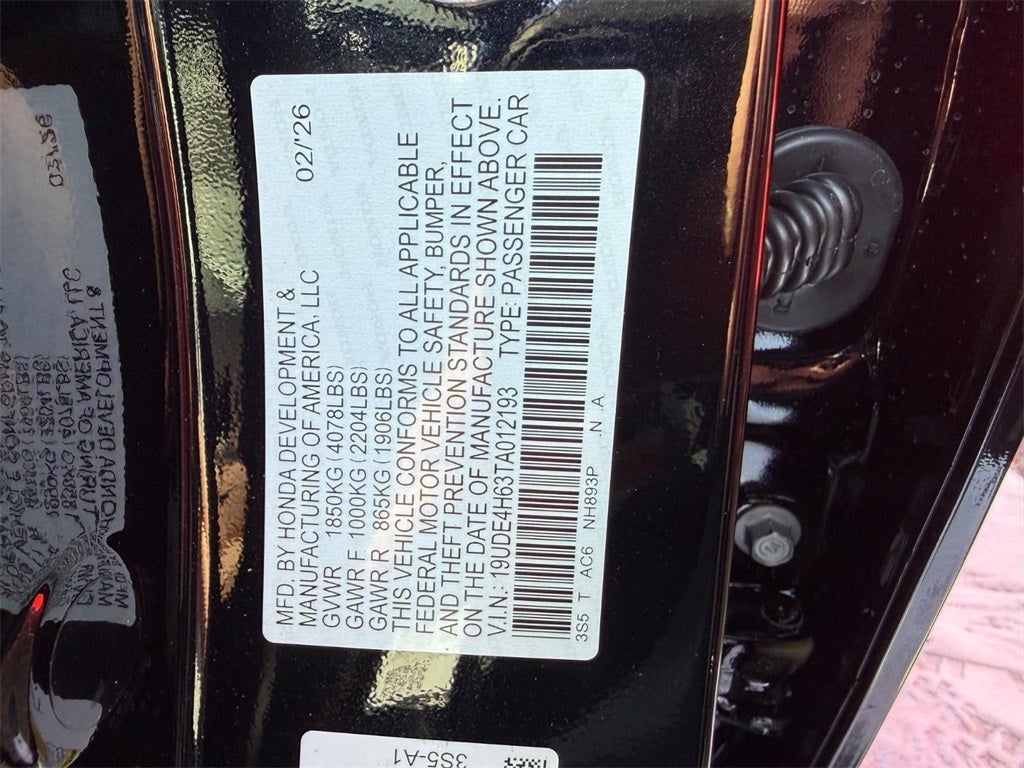 MFD. BY HONDA DEVELOPMENT & 02/'26
MANUFACTURING OF AMERICA, LLC
GVWR 1850KG (4078LBS)
GAWR F 1000KG (2204LBS)
GAWR R 865KG (1906LBS)
THIS VEHICLE CONFORMS TO ALL APPLICABLE
FEDERAL MOTOR VEHICLE SAFETY, BUMPER,
AND THEFT PREVENTION STANDARDS IN EFFECT
ON THE DATE OF MANUFACTURE SHOWN ABOVE.
V.I.N.: 19UDE4H63TA012193 TYPE: PASSENGER CAR
3S5 T AC6 NH893P .N .A
3S5-A1